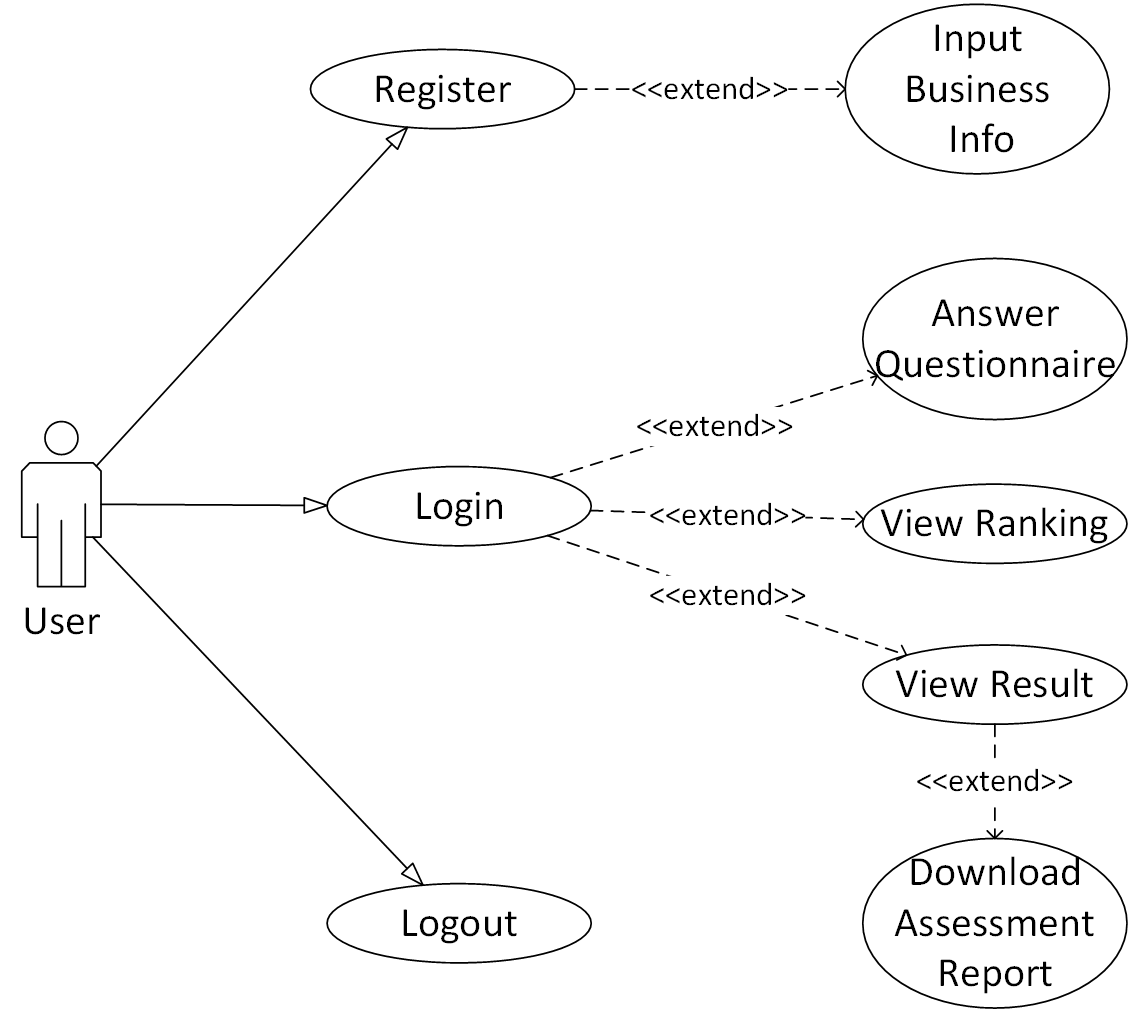 Register
<<extend>>
Input
Business
Info
Answer
Questionnaire
<<extend>>
Login
<<extend>>
View Ranking
<<extend>>
User
View Result
<<extend>>
Download
Assessment
Report
Logout